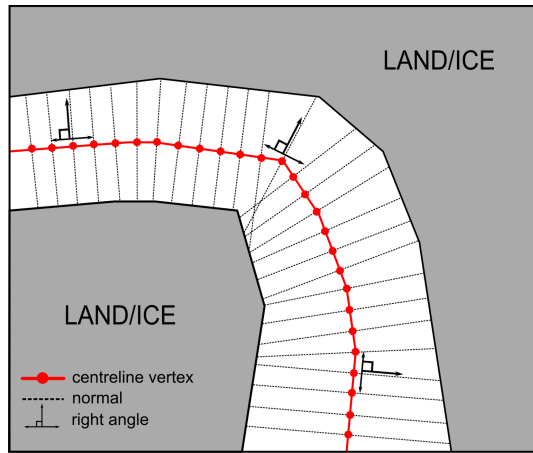 LAND/ICE
LAND/ICE
centreline vertex
normal
right angle